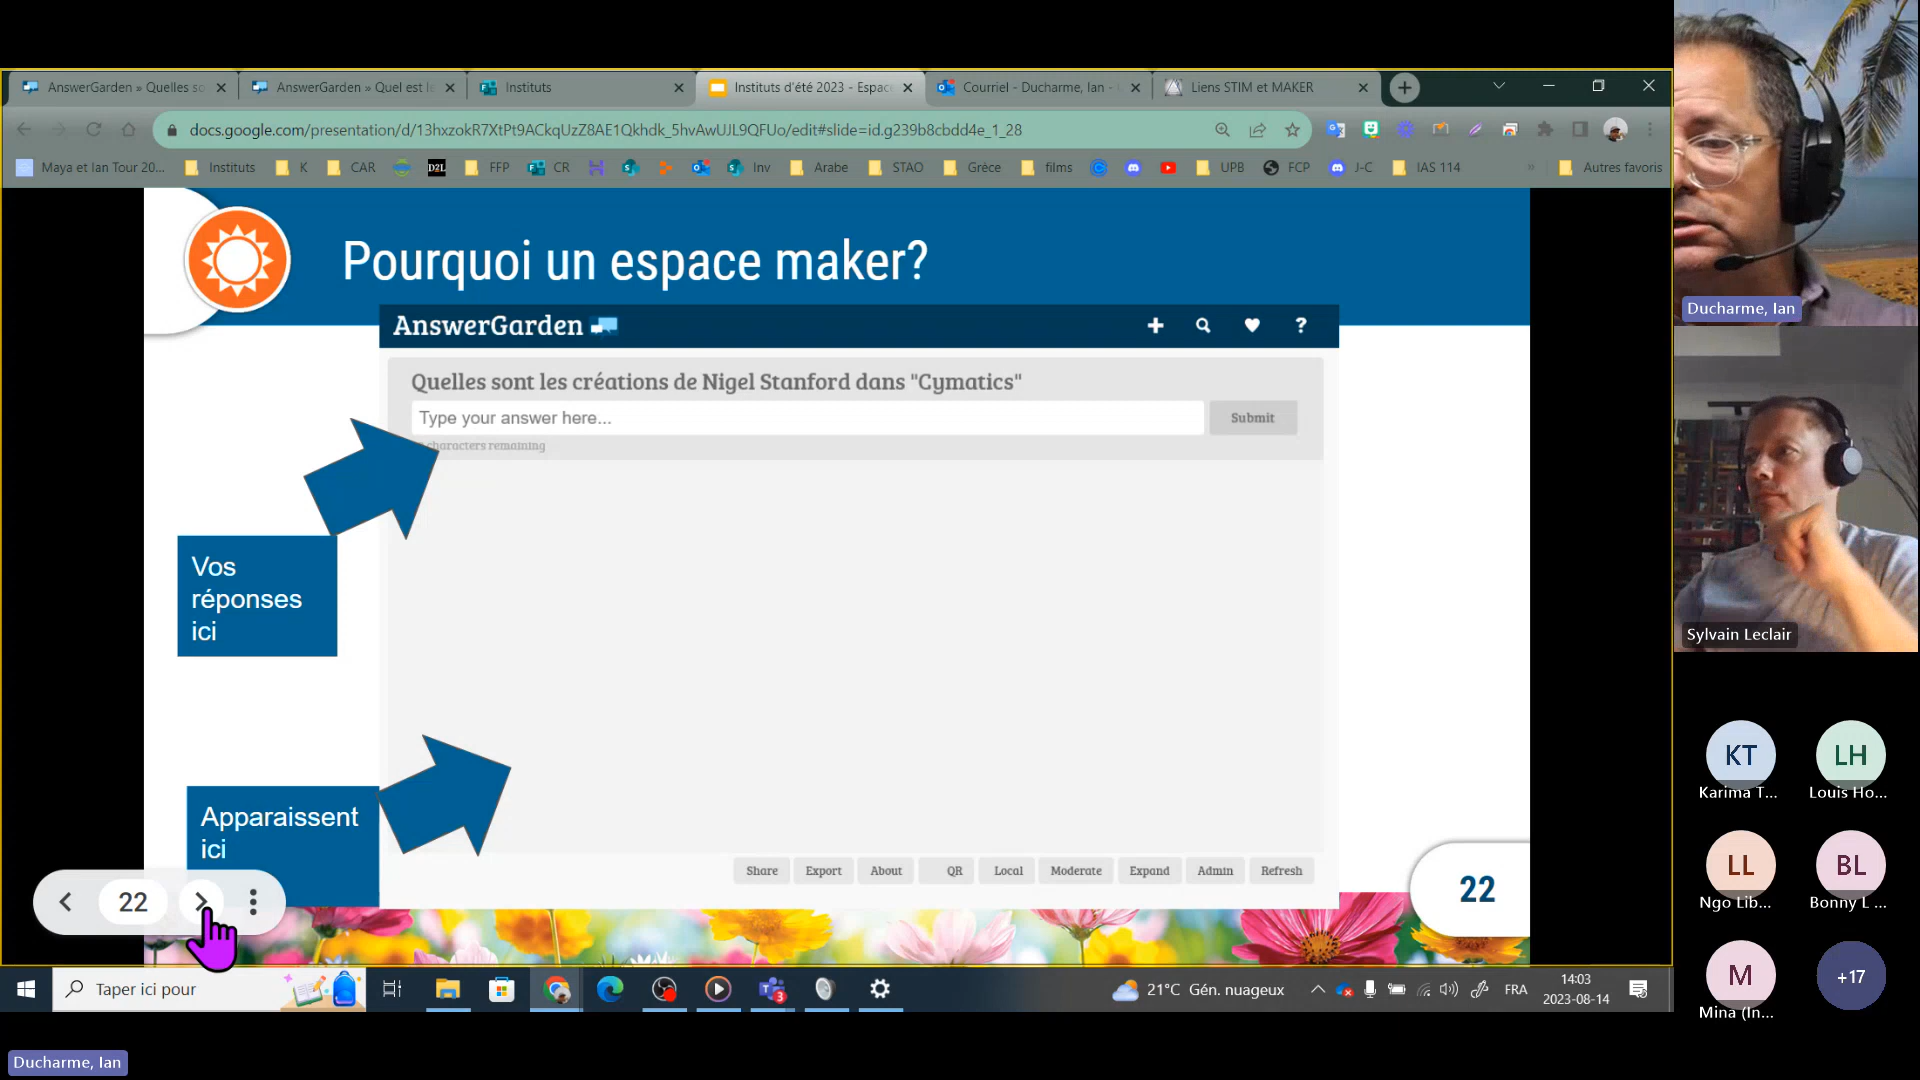 AnswerGarden » Quelles so
AnswerGarden » Quel est le
Instituts
Instituts d'été 2023 - Espac
Courriel - Ducharme, Ian -
Liens STIM et MAKER
docs.google.com/presentation/d/13hxzokR7XtPt9ACkqUzZ8AE1Qkhdk_5hvAwUJL9QFUo/edit#slide=id.g239b8cbdd4e_1_28
Maya et Ian Tour 20... Instituts K CAR D2L FFP CR Inv Arabe STAO Grèce films UPB FCP J-C IAS 114 » Autres favoris
Pourquoi un espace maker?
AnswerGarden
Quelles sont les créations de Nigel Stanford dans "Cymatics"
Type your answer here...
Submit
characters remaining
Vos
réponses
ici
Apparaissent
ici
Share Export About QR Local Moderate Expand Admin Refresh
22
22
Taper ici pour
21°C Gén. nuageux
FRA
14:03
2023-08-14
Ducharme, Ian
Ducharme, Ian
Sylvain Leclair
KT
Karima T...
LH
Louis Ho...
LL
Ngo Lib...
BL
Bonny L ...
M
Mina (In...
+17